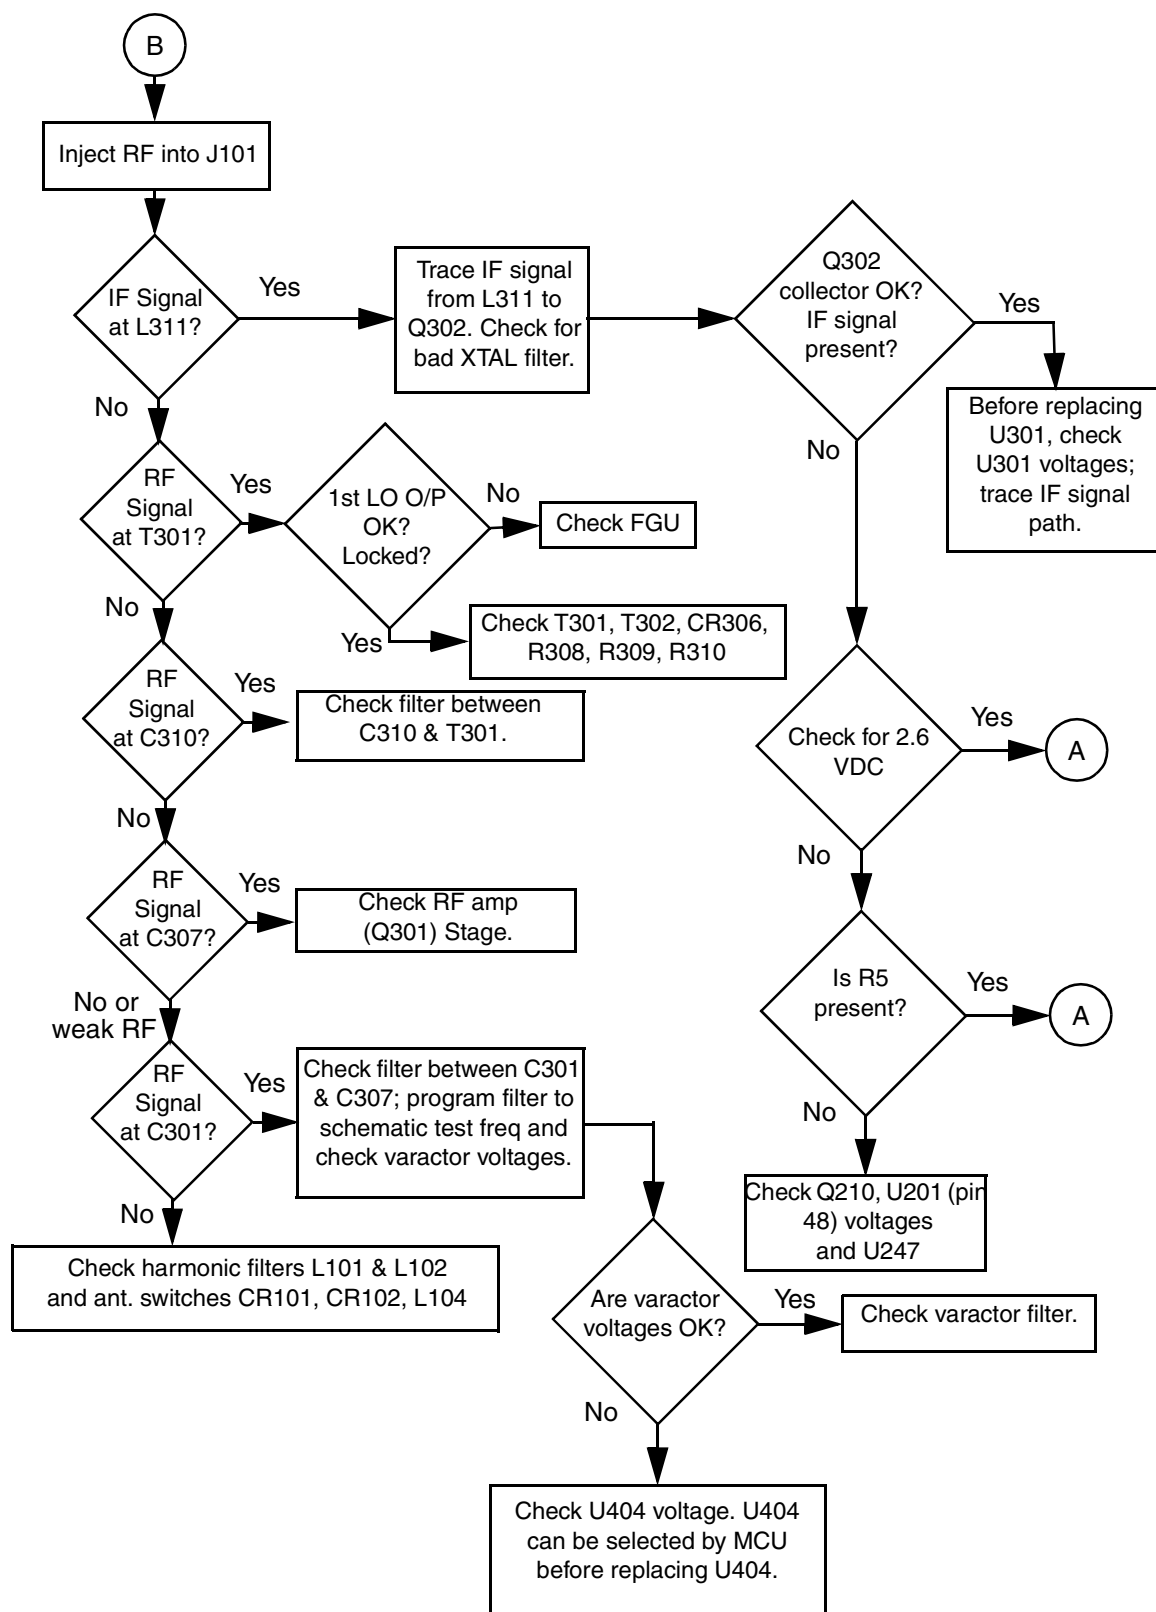 B
Inject RF into J101
IF Signal
at L311?
Yes
No
Trace IF signal
from L311 to
Q302. Check for
bad XTAL filter.
Q302
collector OK?
IF signal
present?
Yes
No
Before replacing
U301, check
U301 voltages;
trace IF signal
path.
RF
Signal
at T301?
Yes
No
1st LO O/P
OK?
Locked?
No
Yes
Check FGU
Check T301, T302, CR306,
R308, R309, R310
RF
Signal
at C310?
Yes
No
Check filter between
C310 & T301.
Check for 2.6
VDC
Yes
No
A
RF
Signal
at C307?
Yes
No or
weak RF
Check RF amp
(Q301) Stage.
Is R5
present?
Yes
No
A
RF
Signal
at C301?
Yes
No
Check filter between C301
& C307; program filter to
schematic test freq and
check varactor voltages.
Check Q210, U201 (pin
48) voltages
and U247
Check harmonic filters L101 & L102
and ant. switches CR101, CR102, L104
Are varactor
voltages OK?
Yes
No
Check varactor filter.
Check U404 voltage. U404
can be selected by MCU
before replacing U404.